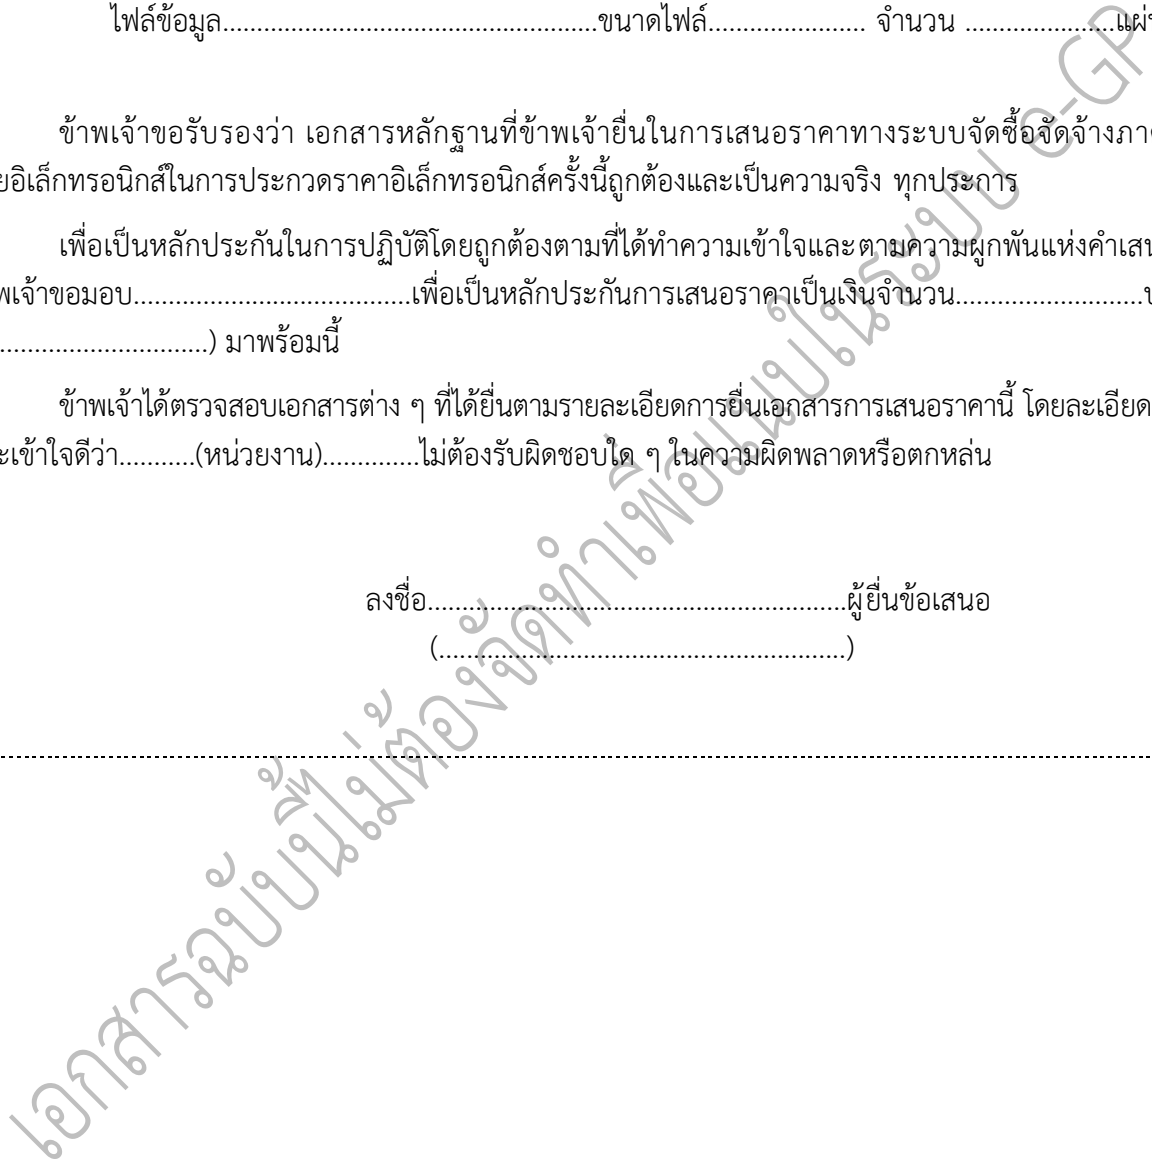 ไฟล์ข้อมูล......................................................ขนาดไฟล์....................... จำนวน ......................แผ่น
ข้าพเจ้าขอรับรองว่า เอกสารหลักฐานที่ข้าพเจ้ายื่นในการเสนอราคาทางระบบจัดซื้อจัดจ้างภาค
ยอิเล็กทรอนิกส์ในการประกวดราคาอิเล็กทรอนิกส์ครั้งนี้ถูกต้องและเป็นความจริง ทุกประการ
เพื่อเป็นหลักประกันในการปฏิบัติโดยถูกต้องตามที่ได้ทำความเข้าใจและตามความผูกพันแห่งคำเสน
พเจ้าขอมอบ........................................เพื่อเป็นหลักประกันการเสนอราคาเป็นเงินจำนวน...........................บ
..............................) มาพร้อมนี้
ข้าพเจ้าได้ตรวจสอบเอกสารต่าง ๆ ที่ได้ยื่นตามรายละเอียดการยื่นเอกสารการเสนอราคานี้ โดยละเอียด
ะเข้าใจดีว่า...........(หน่วยงาน)..............ไม่ต้องรับผิดชอบใด ๆ ในความผิดพลาดหรือตกหล่น
ลงชื่อ.............................................................ผู้ยื่นข้อเสนอ
(...........................................................)
เอกสารฉบับนี้ไม่ต้องจัดทำเพื่อแนบในระบบ e-GP